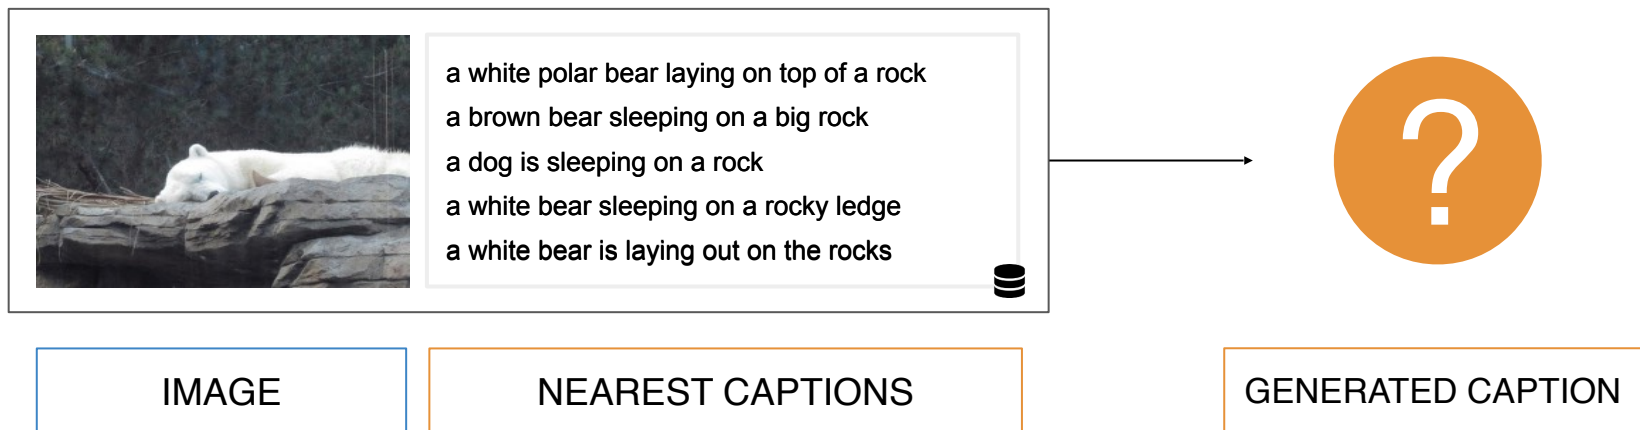 a white polar bear laying on top of a rock
a brown bear sleeping on a big rock
a dog is sleeping on a rock
a white bear sleeping on a rocky ledge
a white bear is laying out on the rocks
?
IMAGE
NEAREST CAPTIONS
GENERATED CAPTION